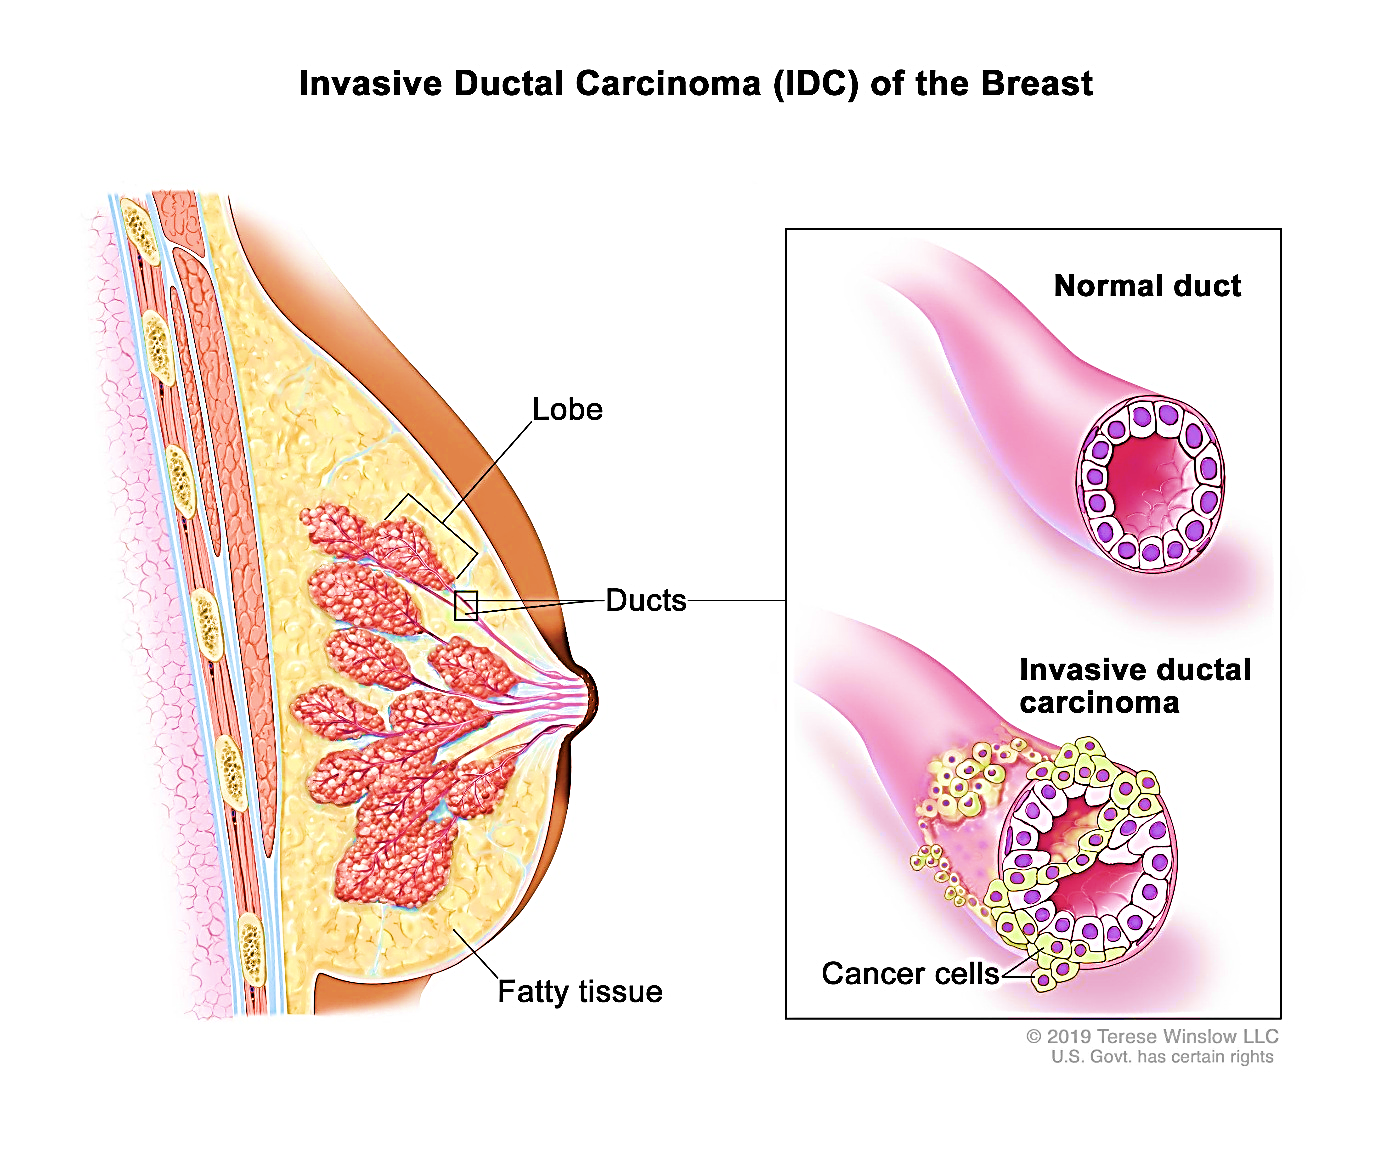 Invasive Ductal Carcinoma (IDC) of the Breast
Lobe
Ducts
Fatty tissue
Normal duct
Invasive ductal
carcinoma
Cancer cells
© 2019 Terese Winslow LLC
U.S. Govt. has certain rights